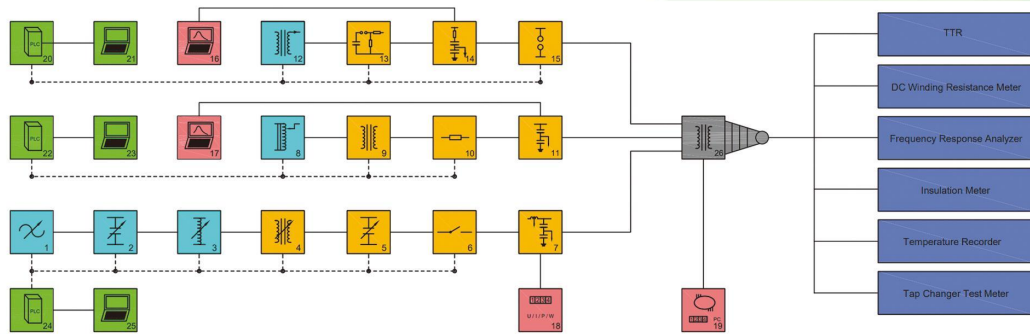 PLC
20
21
16
12
13
14
15
PLC
22
23
17
8
9
10
11
26
1
2
3
4
5
6
7
PLC
24
25
U / I / P / W
18
PC
19
TTR
DC Winding Resistance Meter
Frequency Response Analyzer
Insulation Meter
Temperature Recorder
Tap Changer Test Meter